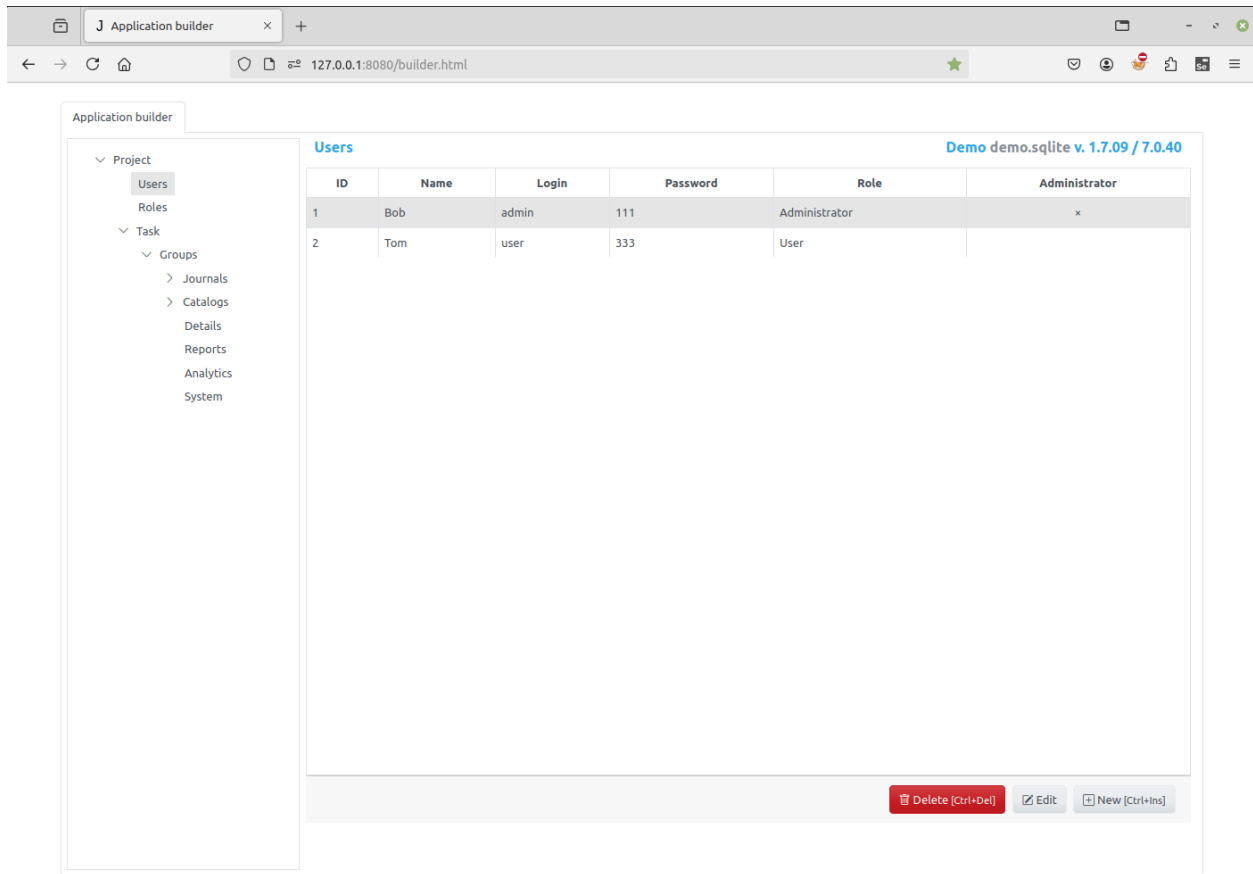 J Application builder
127.0.0.1:8080/builder.html
Se
Application builder
Project
Users
Roles
Task
Groups
Journals
Catalogs
Details
Reports
Analytics
System
Users Demo demo.sqlite v. 1.7.09 / 7.0.40
ID Name Login Password Role Administrator
1 Bob admin 111 Administrator ×
2 Tom user 333 User
Delete [Ctrl+Del] Edit New [Ctrl+Ins]